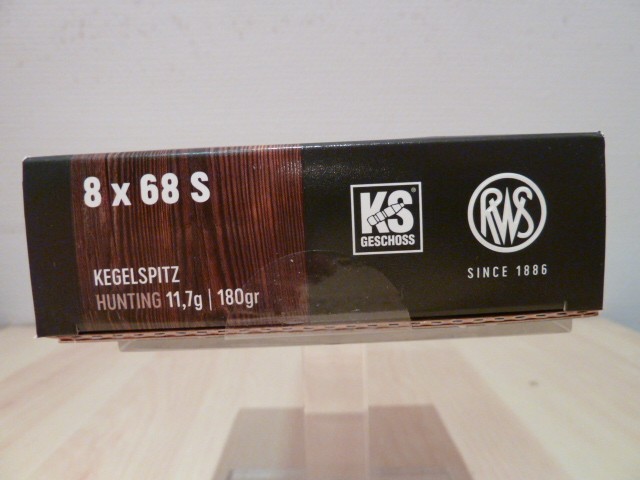 8 x 68 S
KEGELSPITZ
HUNTING 11,7g | 180gr
KS®
GESCHOSS
RWS
SINCE 1886